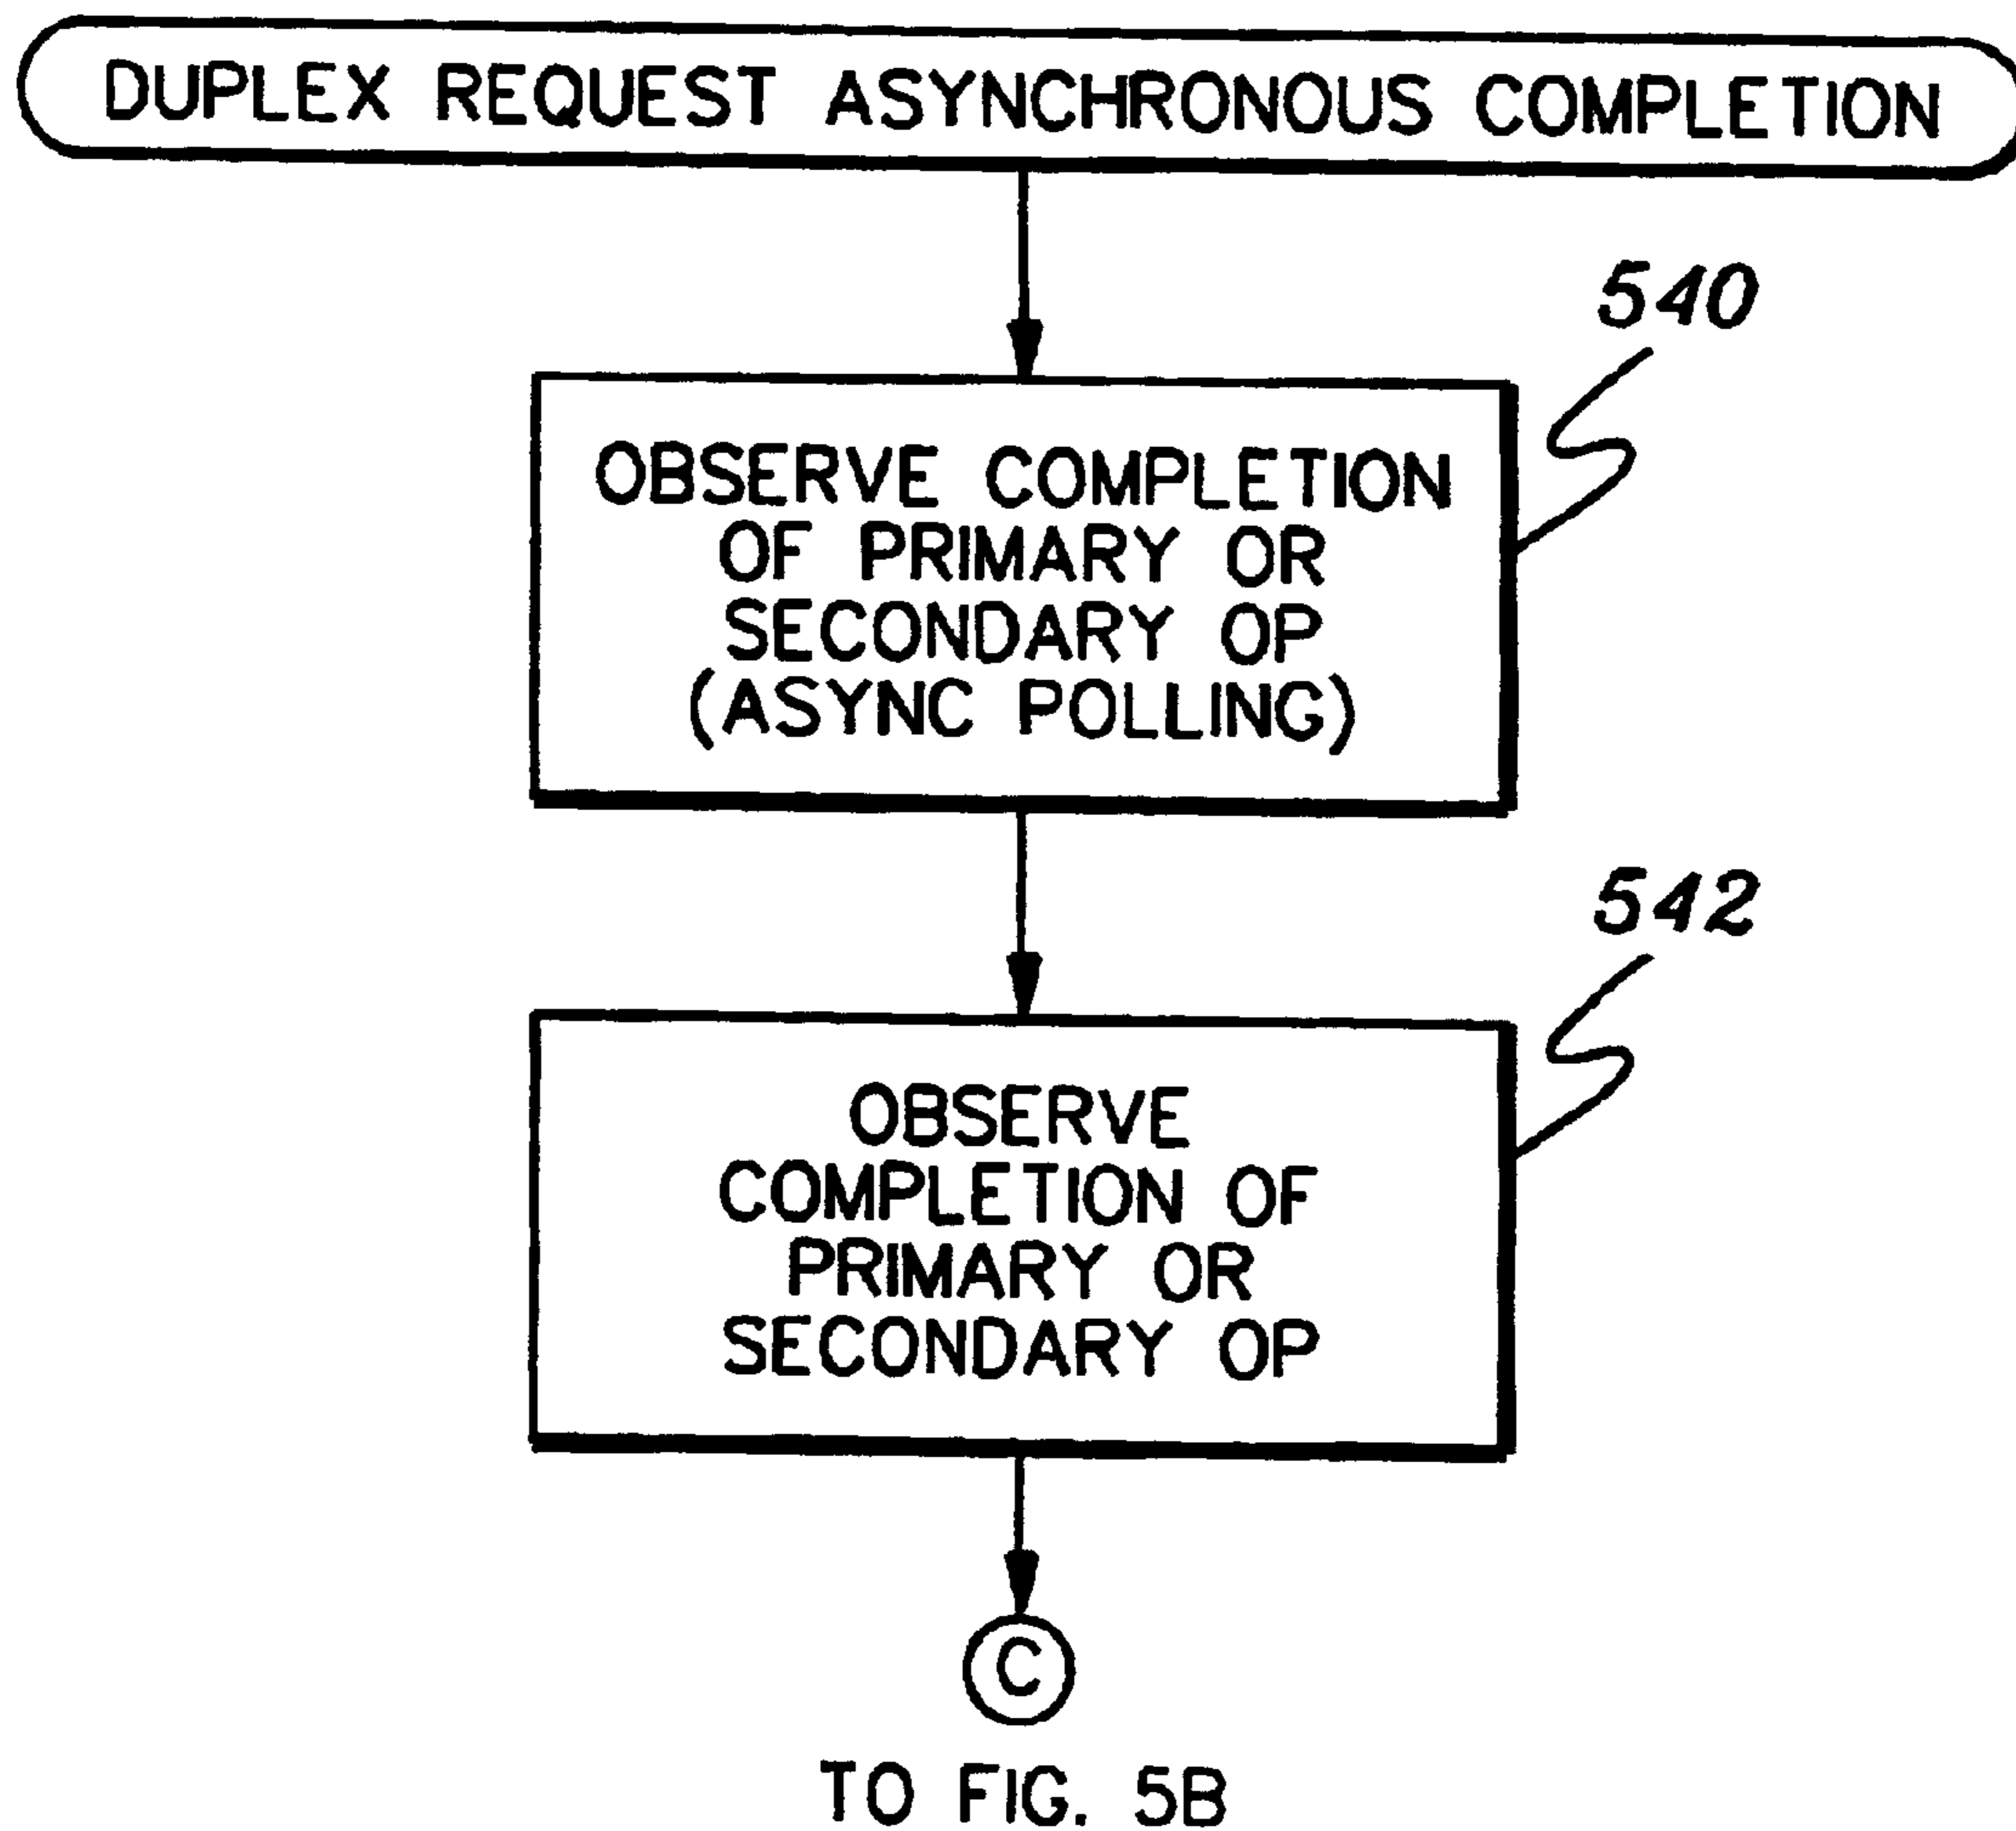 DUPLEX REQUEST ASYNCHRONOUS COMPLETION
540
OBSERVE COMPLETION
OF PRIMARY OR
SECONDARY OP
(ASYNC POLLING)
542
OBSERVE
COMPLETION OF
PRIMARY OR
SECONDARY OP
C
TO FIG. 5B